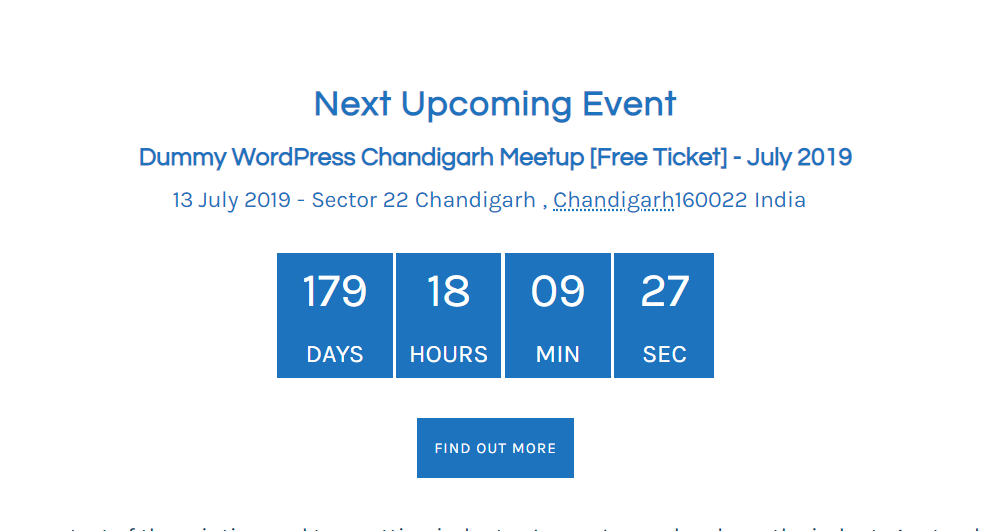 Next Upcoming Event
Dummy WordPress Chandigarh Meetup [Free Ticket] - July 2019
13 July 2019 - Sector 22 Chandigarh , Chandigarh160022 India
179 18 09 27
DAYS HOURS MIN SEC
FIND OUT MORE